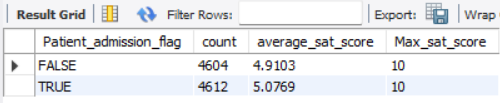 Result Grid Filter Rows: Export: Wrap
Patient_admission_flag count average_sat_score Max_sat_score
FALSE 4604 4.9103 10
TRUE 4612 5.0769 10